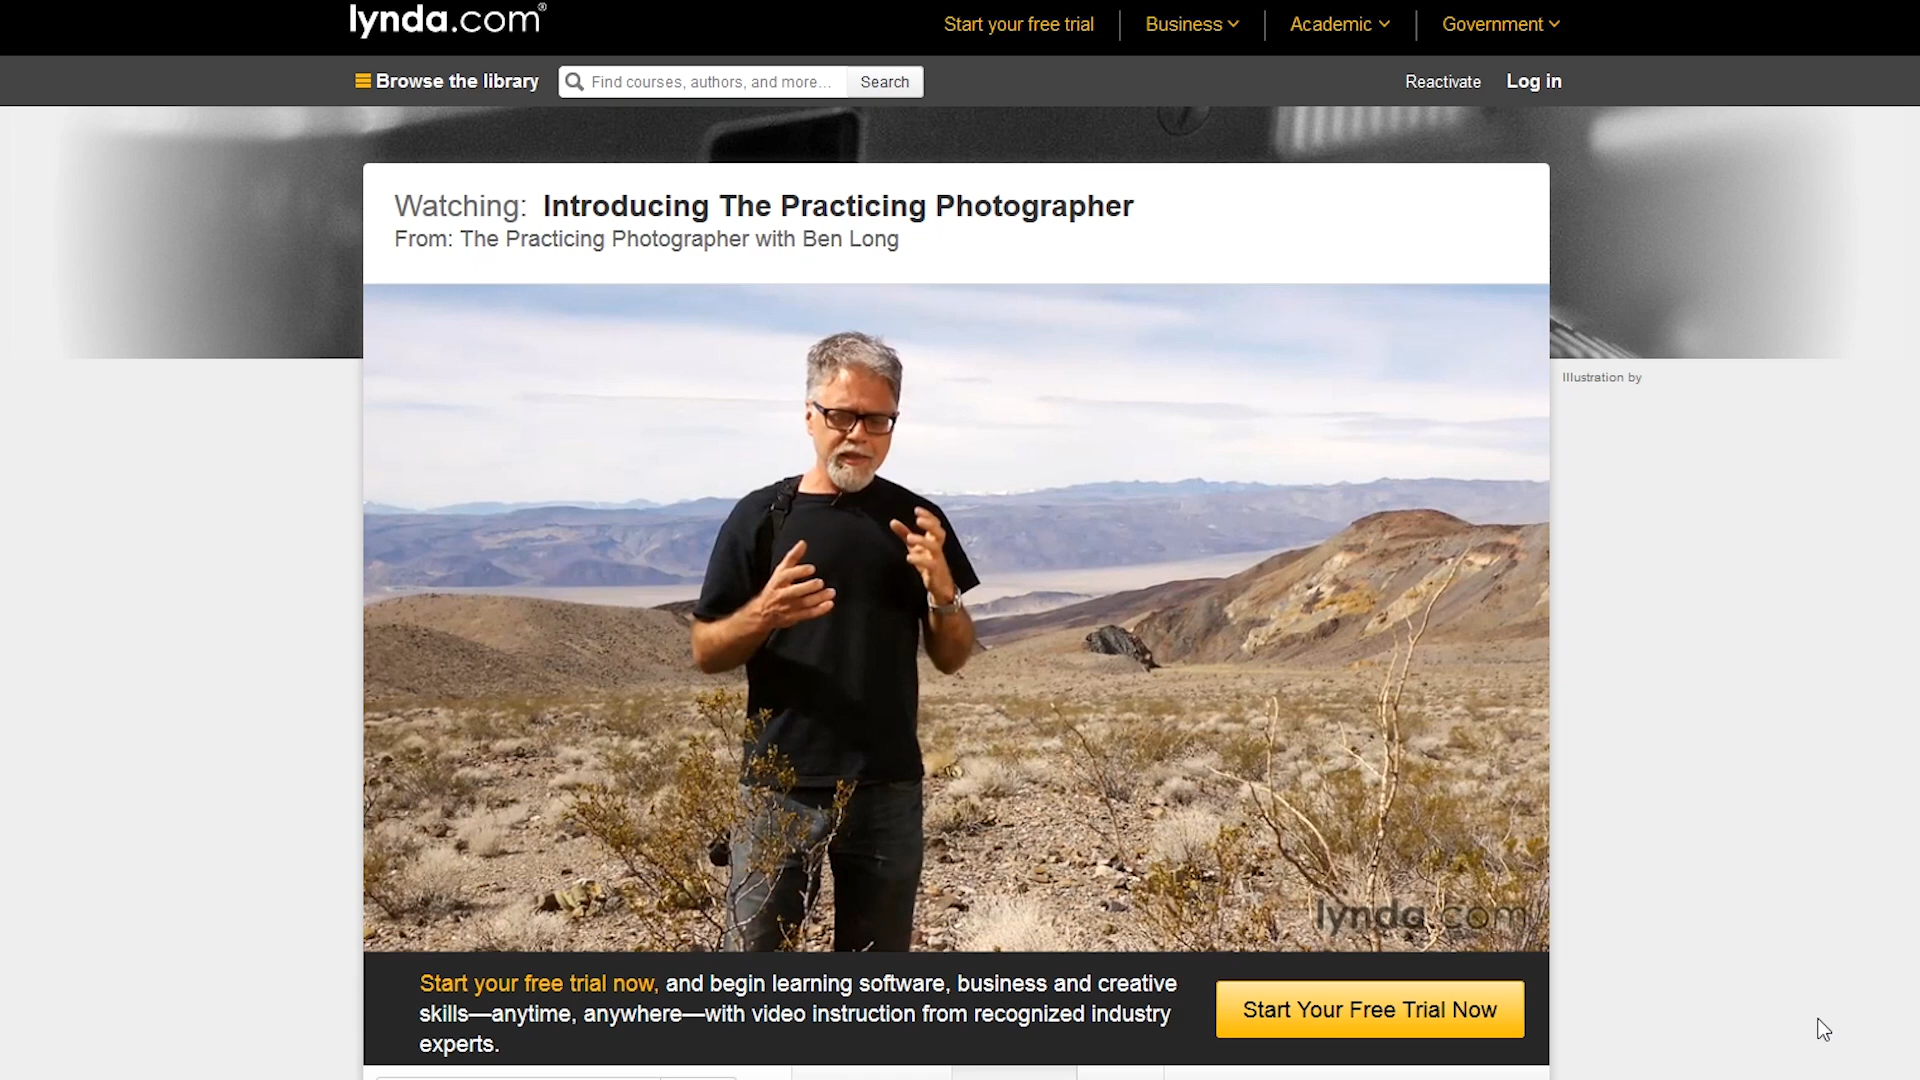 lynda.com®
Start your free trial
Business
Academic
Government
Browse the library
Find courses, authors, and more...
Search
Reactivate
Log in
Watching: Introducing The Practicing Photographer
From: The Practicing Photographer with Ben Long
Illustration by
lynda.com
Start your free trial now, and begin learning software, business and creative
skills—anytime, anywhere—with video instruction from recognized industry
experts.
Start Your Free Trial Now